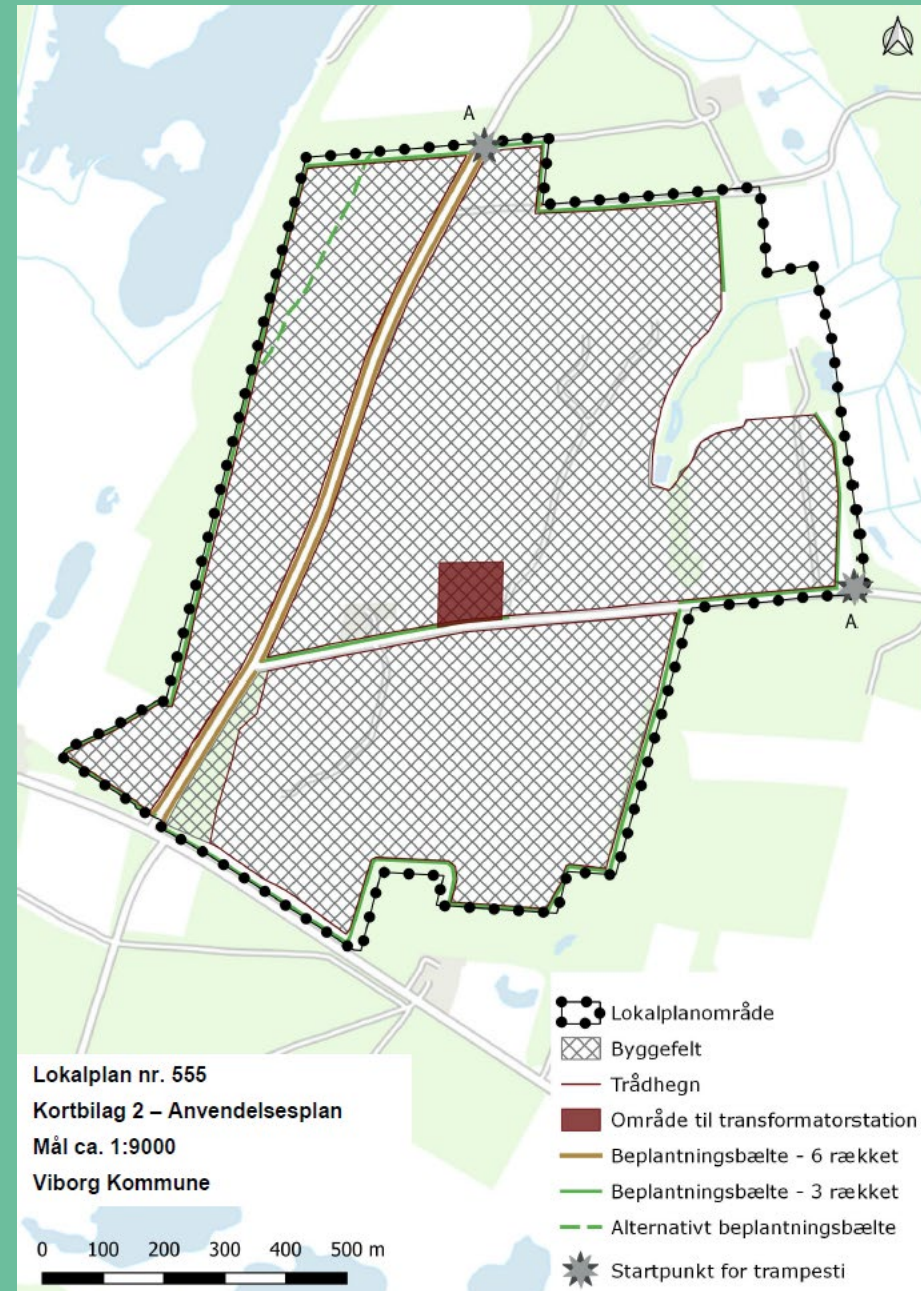 A
A
Lokalplanområde
Byggefelt
Trådhegn
Område til transformatorstation
Beplantningsbælte - 6 rækket
Beplantningsbælte - 3 rækket
Alternativt beplantningsbælte
Startpunkt for trampesti
Lokalplan nr. 555
Kortbilag 2 – Anvendelsesplan
Mål ca. 1:9000
Viborg Kommune
0 100 200 300 400 500 m